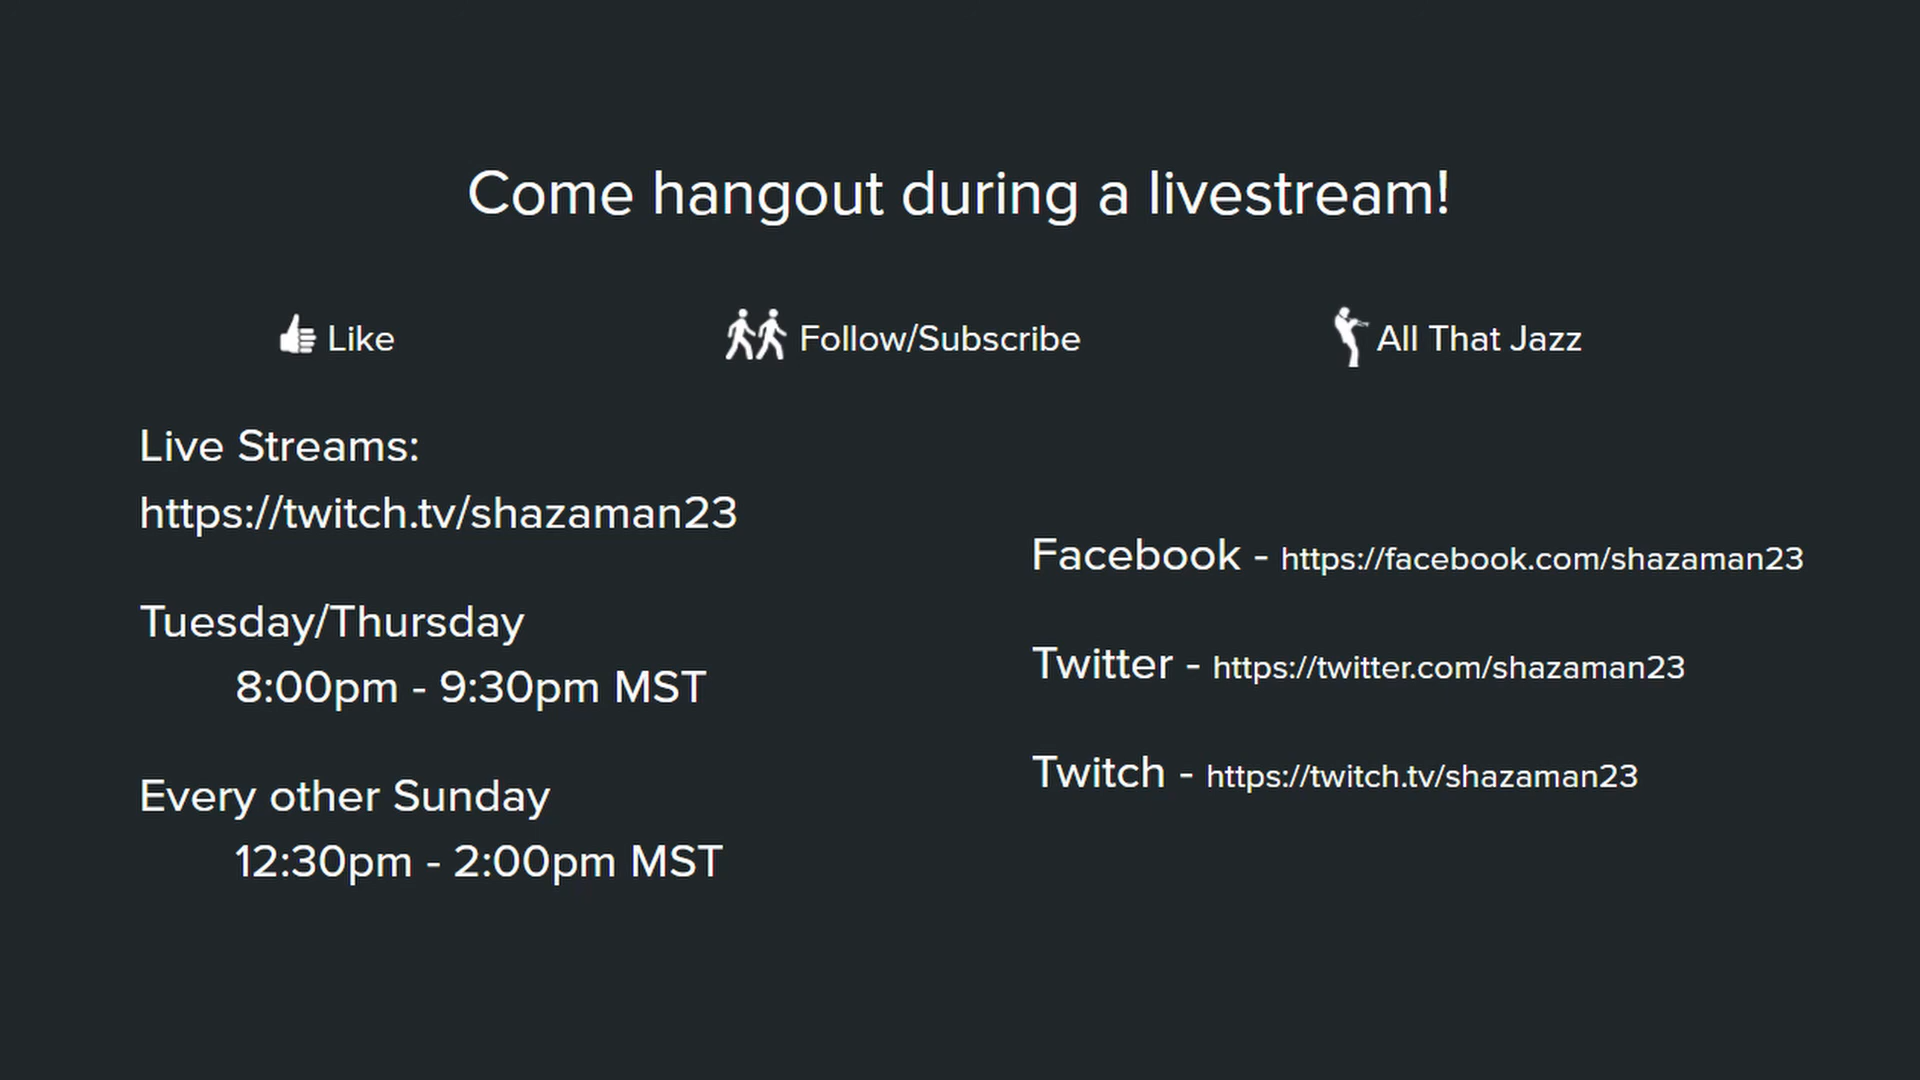 Come hangout during a livestream!
Like
Follow/Subscribe
All That Jazz
Live Streams:
https://twitch.tv/shazaman23
Tuesday/Thursday
8:00pm - 9:30pm MST
Every other Sunday
12:30pm - 2:00pm MST
Facebook - https://facebook.com/shazaman23
Twitter - https://twitter.com/shazaman23
Twitch - https://twitch.tv/shazaman23